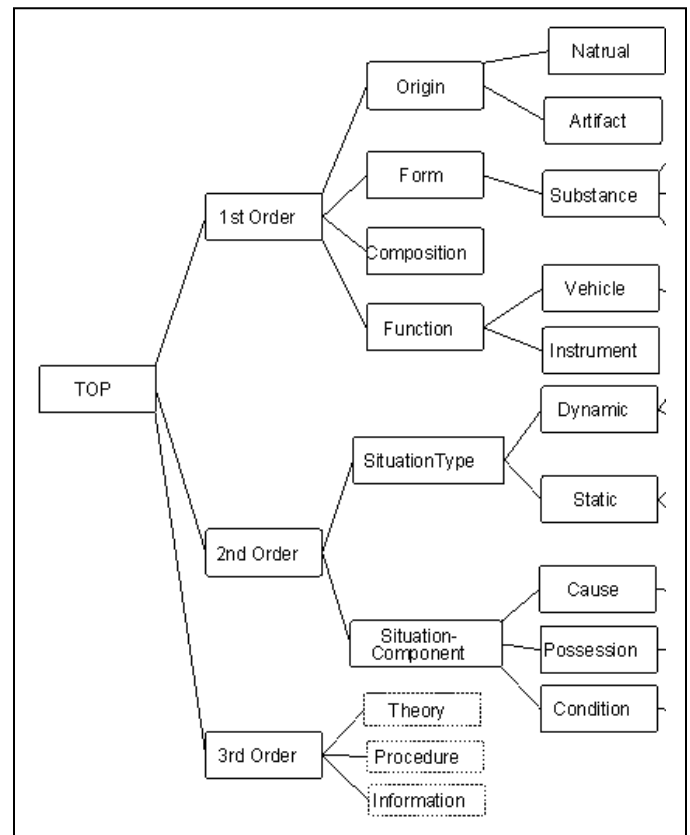 Natrual
Origin
Artifact
Form
Substance
1st Order
Composition
Vehicle
Function
Instrument
TOP
Dynamic
SituationType
Static
2nd Order
Cause
Situation-
Component
Possession
Condition
Theory
3rd Order
Procedure
Information